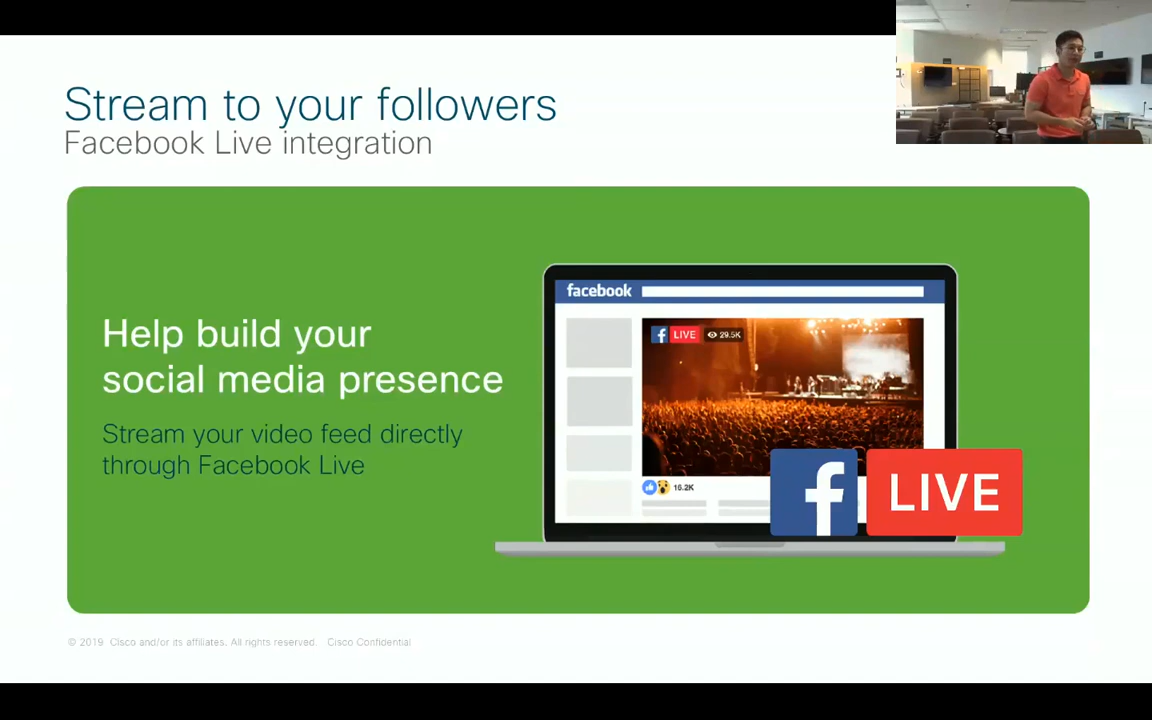 Stream to your followers
Facebook Live integration
Help build your
social media presence
Stream your video feed directly
through Facebook Live
facebook
f LIVE 29.5K
16.2K
f LIVE
© 2019 Cisco and/or its affiliates. All rights reserved. Cisco Confidential